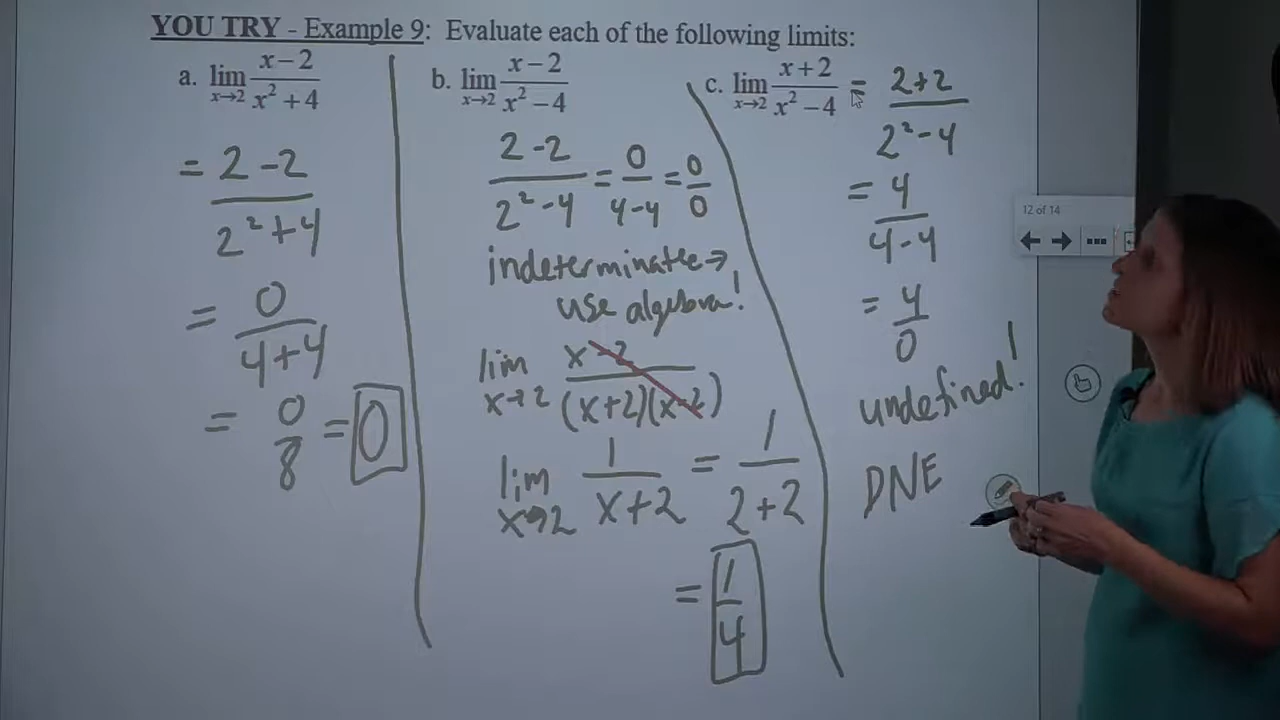 YOU TRY - Example 9: Evaluate each of the following limits:
a. lim x→2 (x-2)/(x²+4)
= (2-2)/(2²+4)
= 0/(4+4)
= 0/8 = 0
b. lim x→2 (x-2)/(x²-4)
(2-2)/(2²-4) = 0/(4-4) = 0/0
indeterminate →
use algebra!
lim x→2 (x-2)/((x+2)(x-2))
lim x→2 1/(x+2) = 1/(2+2)
= 1/4
c. lim x→2 (x+2)/(x²-4) = (2+2)/(2²-4)
= 4/(4-4)
= 4/0
undefined!
DNE
12 of 14